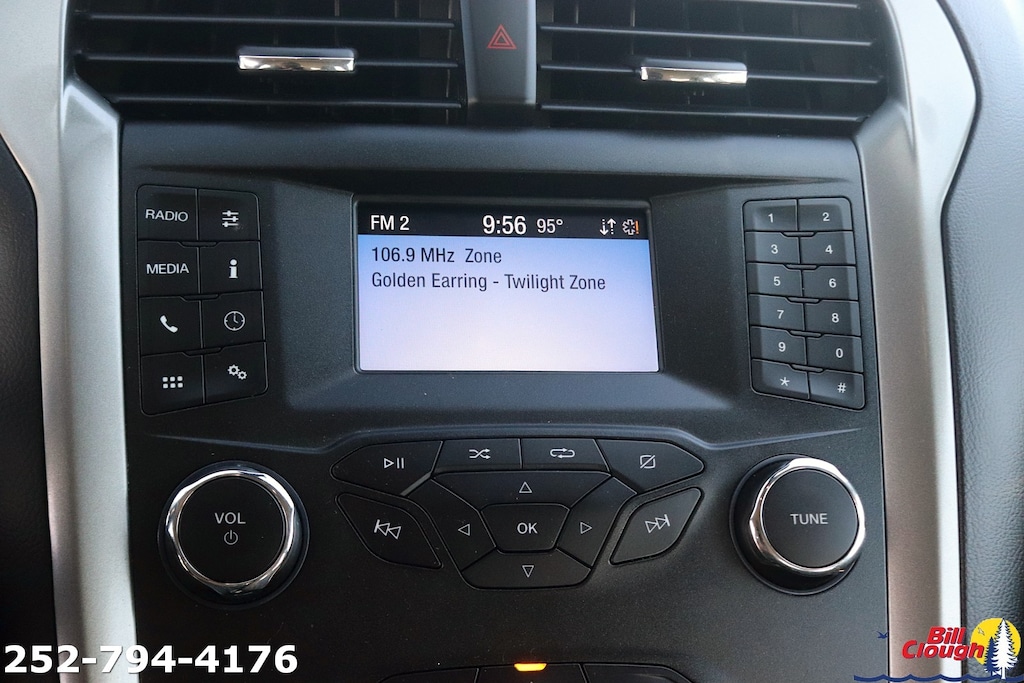 RADIO
MEDIA
FM 2 9:56 95°
106.9 MHz Zone
Golden Earring - Twilight Zone
1 2
3 4
5 6
7 8
9 0
* #
VOL
OK
TUNE
252-794-4176
Bill
Clough